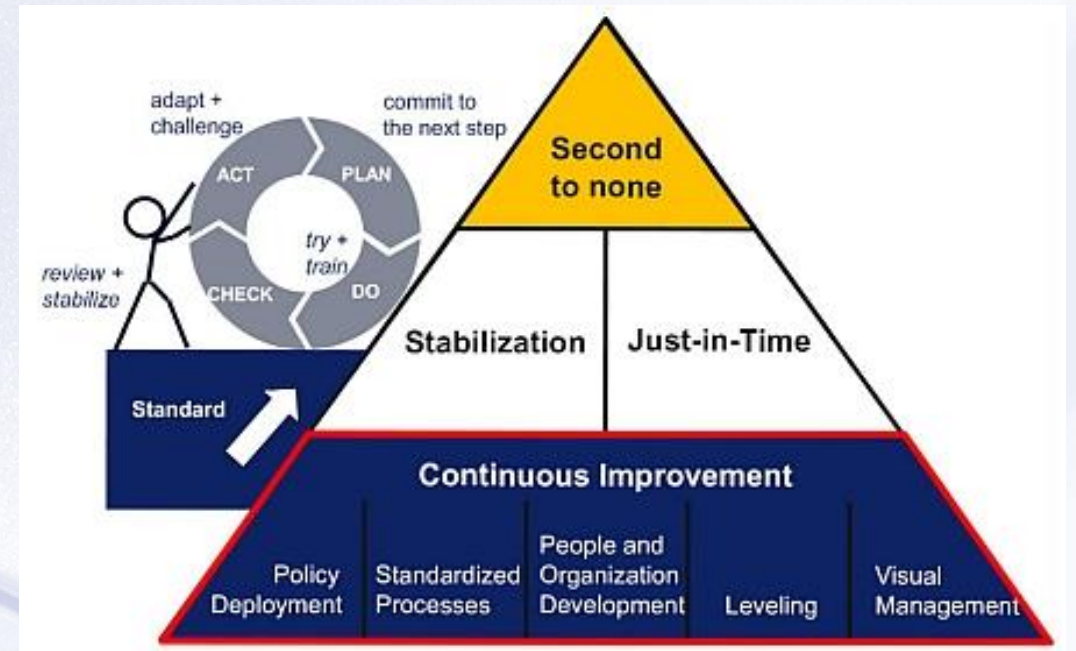 adapt +
challenge
commit to
the next step
ACT
PLAN
try +
train
CHECK
DO
review +
stabilize
Standard
Second
to none
Stabilization
Just-in-Time
Continuous Improvement
Policy
Deployment
Standardized
Processes
People and
Organization
Development
Leveling
Visual
Management